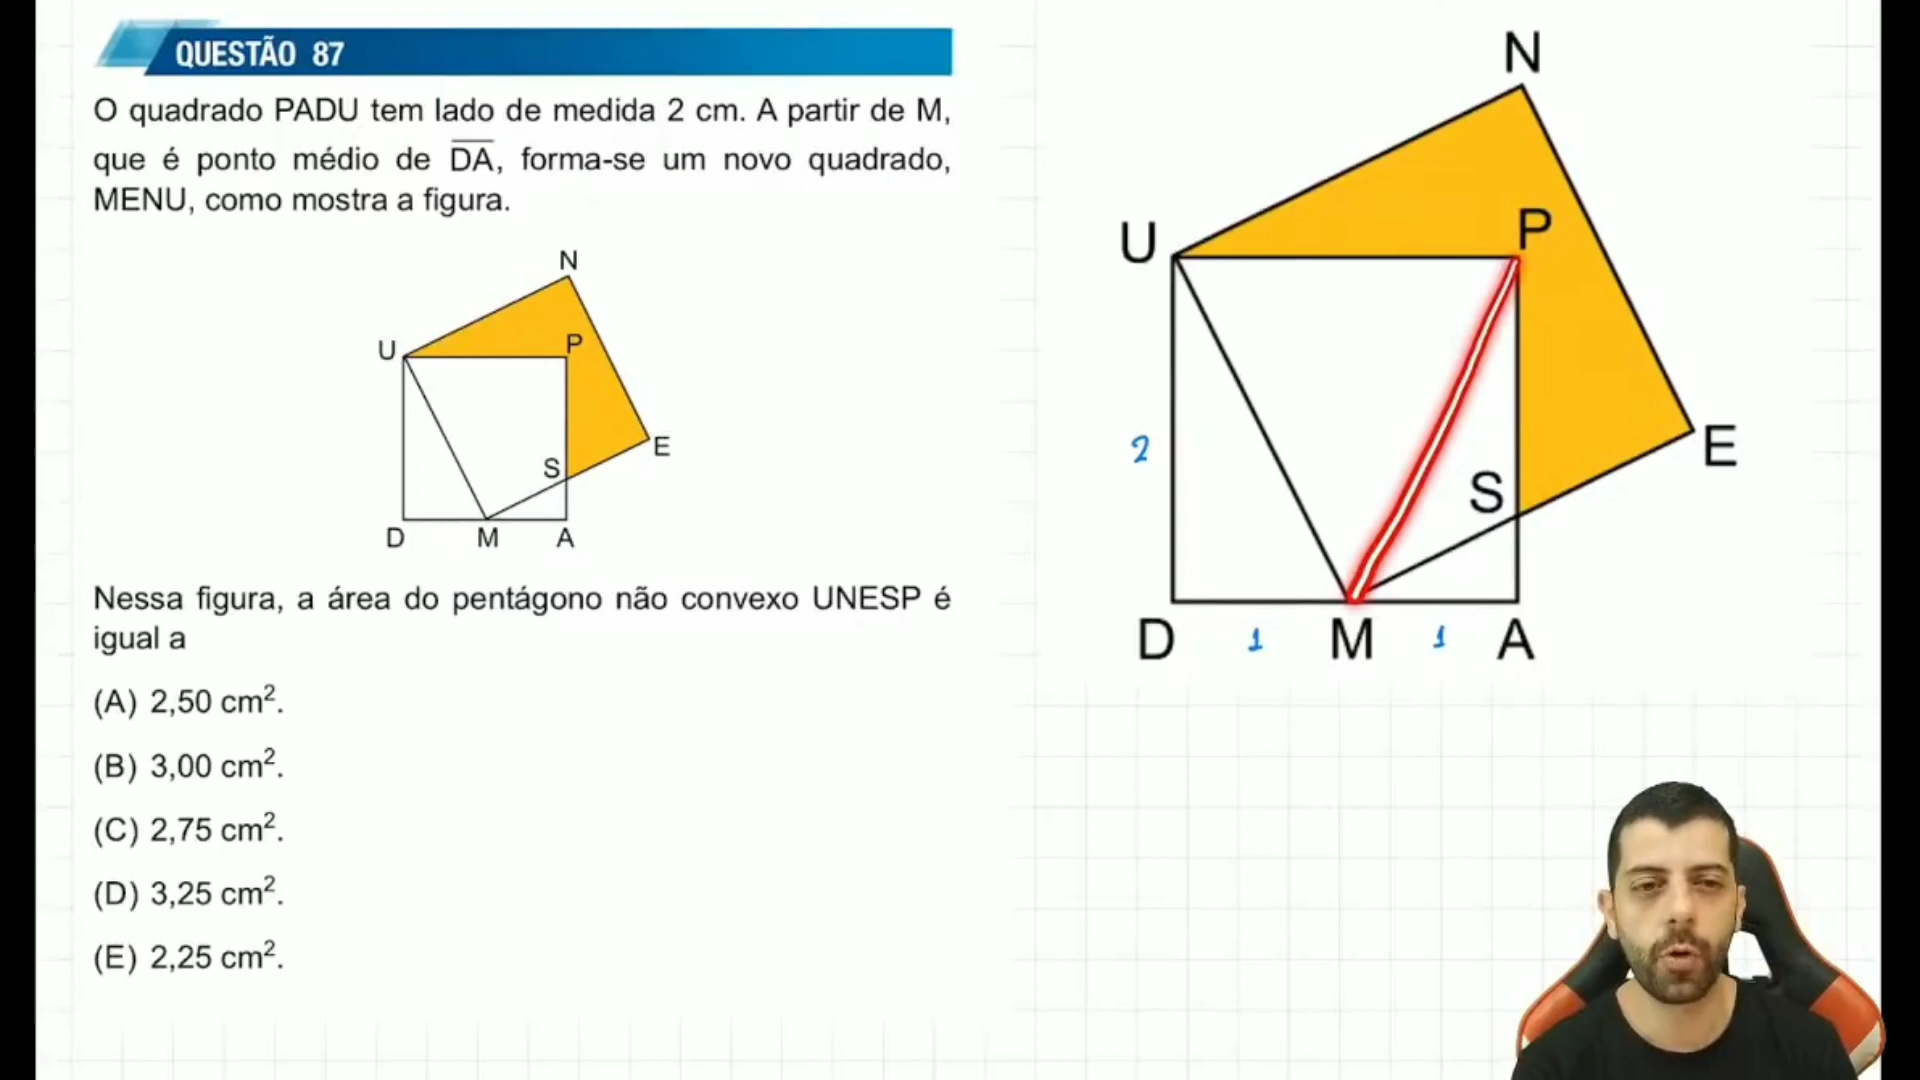 QUESTÃO 87
O quadrado PADU tem lado de medida 2 cm. A partir de M,
que é ponto médio de DA, forma-se um novo quadrado,
MENU, como mostra a figura.
N
U
P
S
E
D M A
Nessa figura, a área do pentágono não convexo UNESP é
igual a
(A) 2,50 cm².
(B) 3,00 cm².
(C) 2,75 cm².
(D) 3,25 cm².
(E) 2,25 cm².
N
P
U
2
E
S
D 1 M 1 A